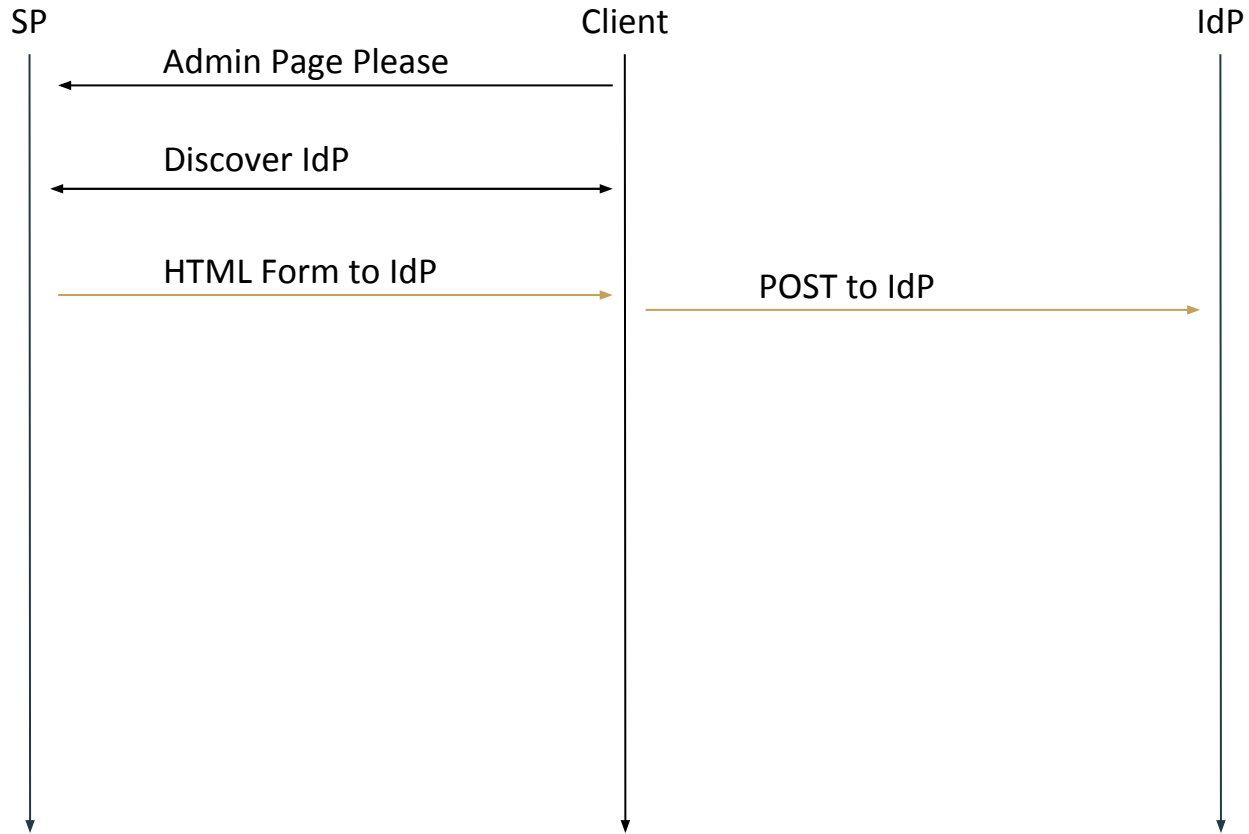 SP
Client
IdP
Admin Page Please
Discover IdP
HTML Form to IdP
POST to IdP